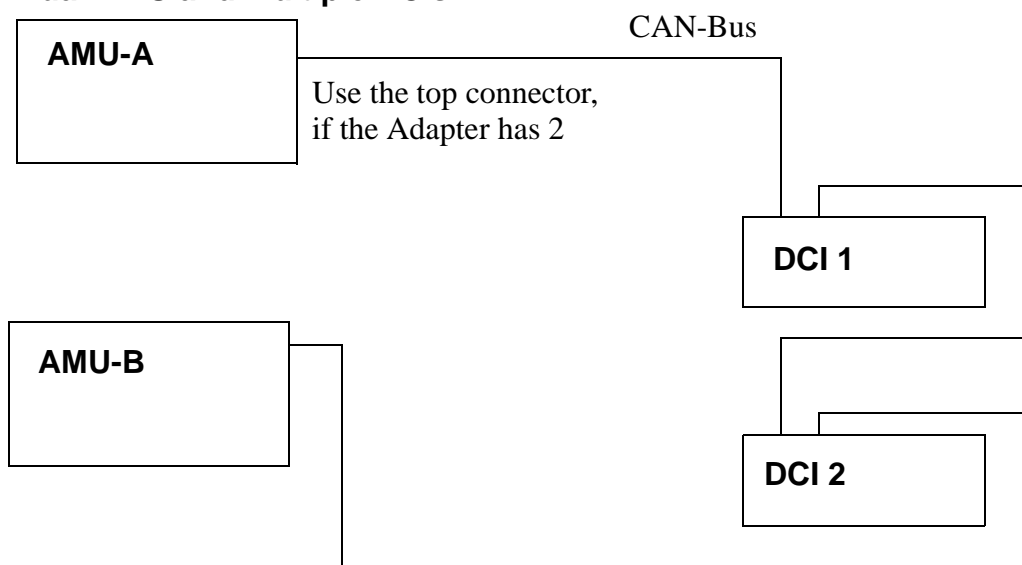 CAN-Bus
AMU-A
Use the top connector,
if the Adapter has 2
DCI 1
AMU-B
DCI 2